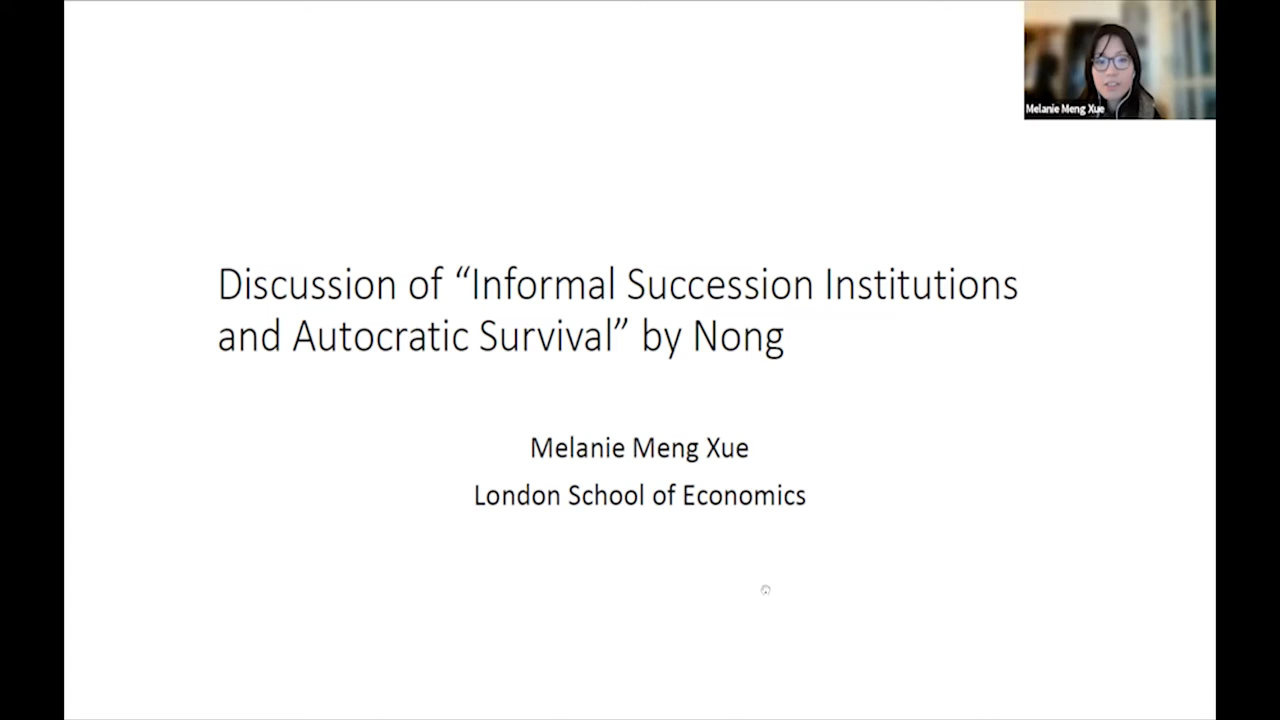 Melanie Meng Xue
Discussion of “Informal Succession Institutions
and Autocratic Survival” by Nong
Melanie Meng Xue
London School of Economics